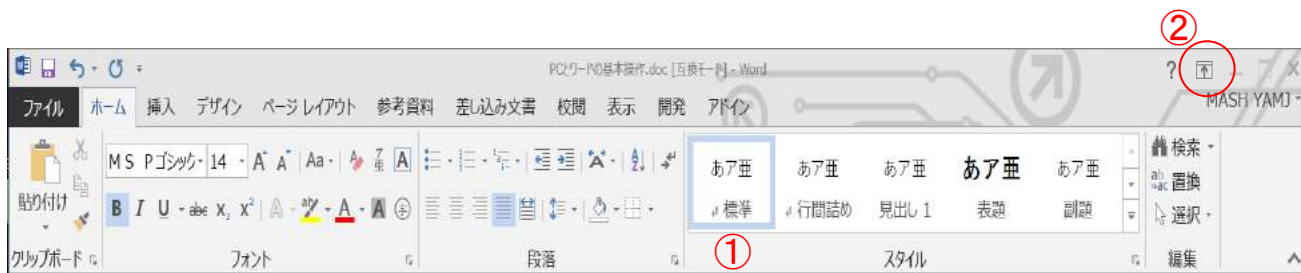 ②
PCとワードの基本操作.doc [互換モード] - Word
?
ファイル ホーム 挿入 デザイン ページ レイアウト 参考資料 差し込み文書 校閲 表示 開発 アドイン MASH YAMJ
ＭＳ Ｐゴシック 14 A A Aa ア亜 A
あア亜 あア亜 あア亜 あア亜 あア亜
検索
置換
選択
貼り付け
B I U abc X₂ X² A aby A A 字
標準 行間詰め 見出し 1 表題 副題
①
クリップボード フォント 段落 スタイル 編集